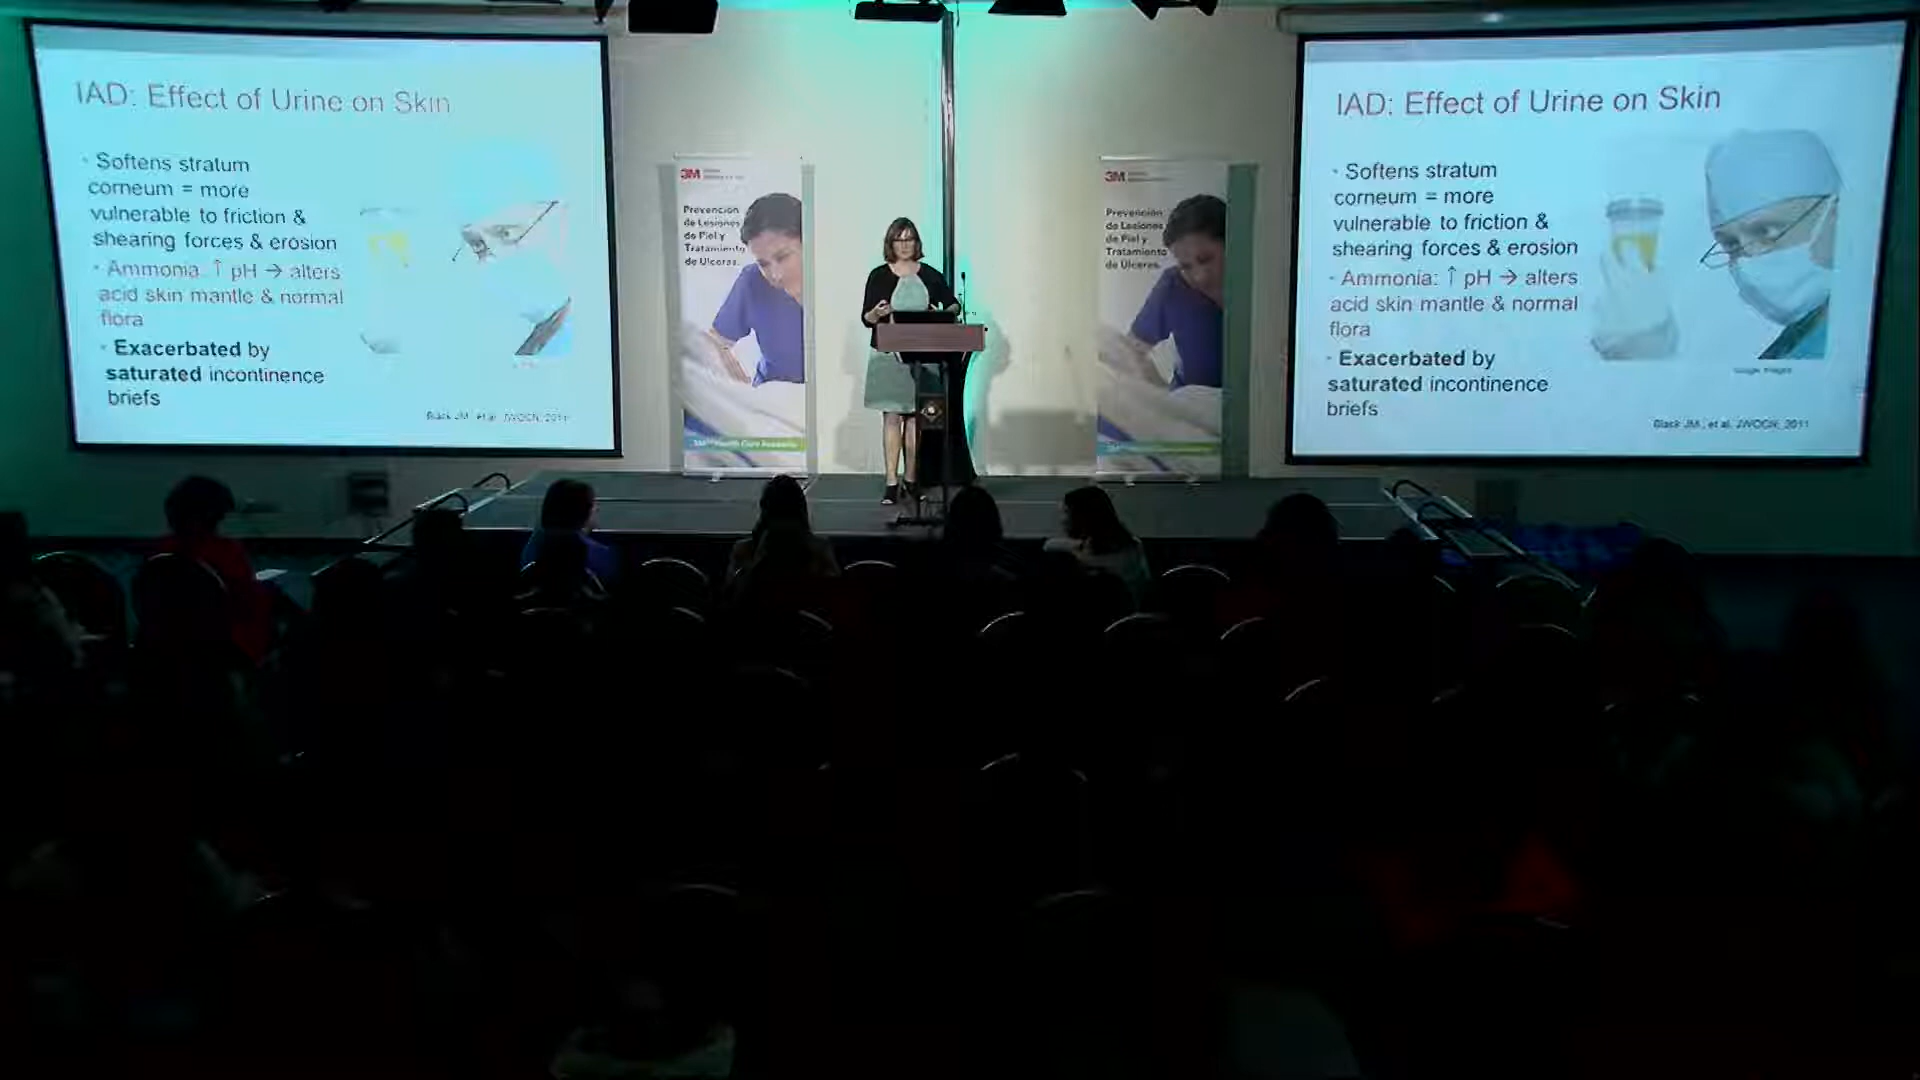 IAD: Effect of Urine on Skin
· Softens stratum
corneum = more
vulnerable to friction &
shearing forces & erosion
· Ammonia: ↑ pH → alters
acid skin mantle & normal
flora
· Exacerbated by
saturated incontinence
briefs
Black JM, et al. JWOCN, 2011
3M
Prevención
de Lesiones
de Piel y
Tratamiento
de Úlceras.
3M
Prevención
de Lesiones
de Piel y
Tratamiento
de Úlceras.
IAD: Effect of Urine on Skin
· Softens stratum
corneum = more
vulnerable to friction &
shearing forces & erosion
· Ammonia: ↑ pH → alters
acid skin mantle & normal
flora
· Exacerbated by
saturated incontinence
briefs
Google Images
Black JM, et al. JWOCN, 2011